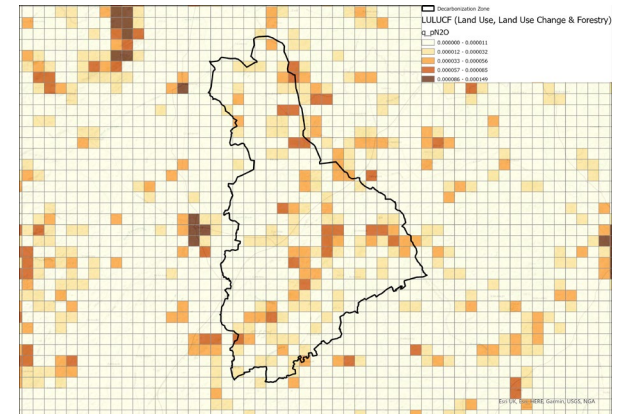 Decarbonization Zone
LULUCF (Land Use, Land Use Change & Forestry)
q_pN2O
0.000000 - 0.000011
0.000012 - 0.000032
0.000033 - 0.000056
0.000057 - 0.000085
0.000086 - 0.000149
Esri UK, Esri, HERE, Garmin, USGS, NGA